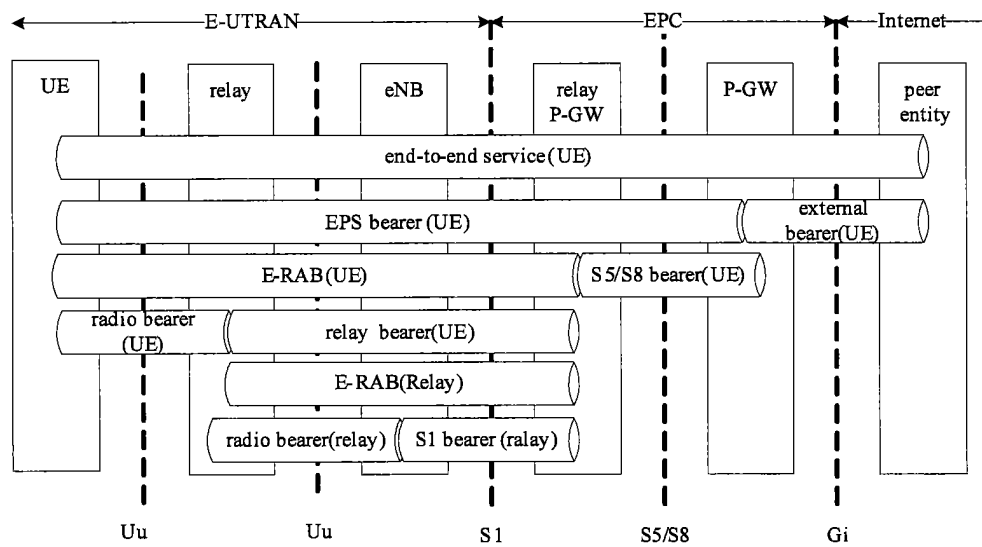 E-UTRAN EPC Internet
UE relay eNB relay P-GW peer
P-GW entity
end-to-end service(UE)
EPS bearer (UE) external
bearer(UE)
E-RAB(UE) S5/S8 bearer(UE)
radio bearer relay bearer(UE)
(UE)
E-RAB(Relay)
radio bearer(relay) S1 bearer (ralay)
Uu Uu S1 S5/S8 Gi